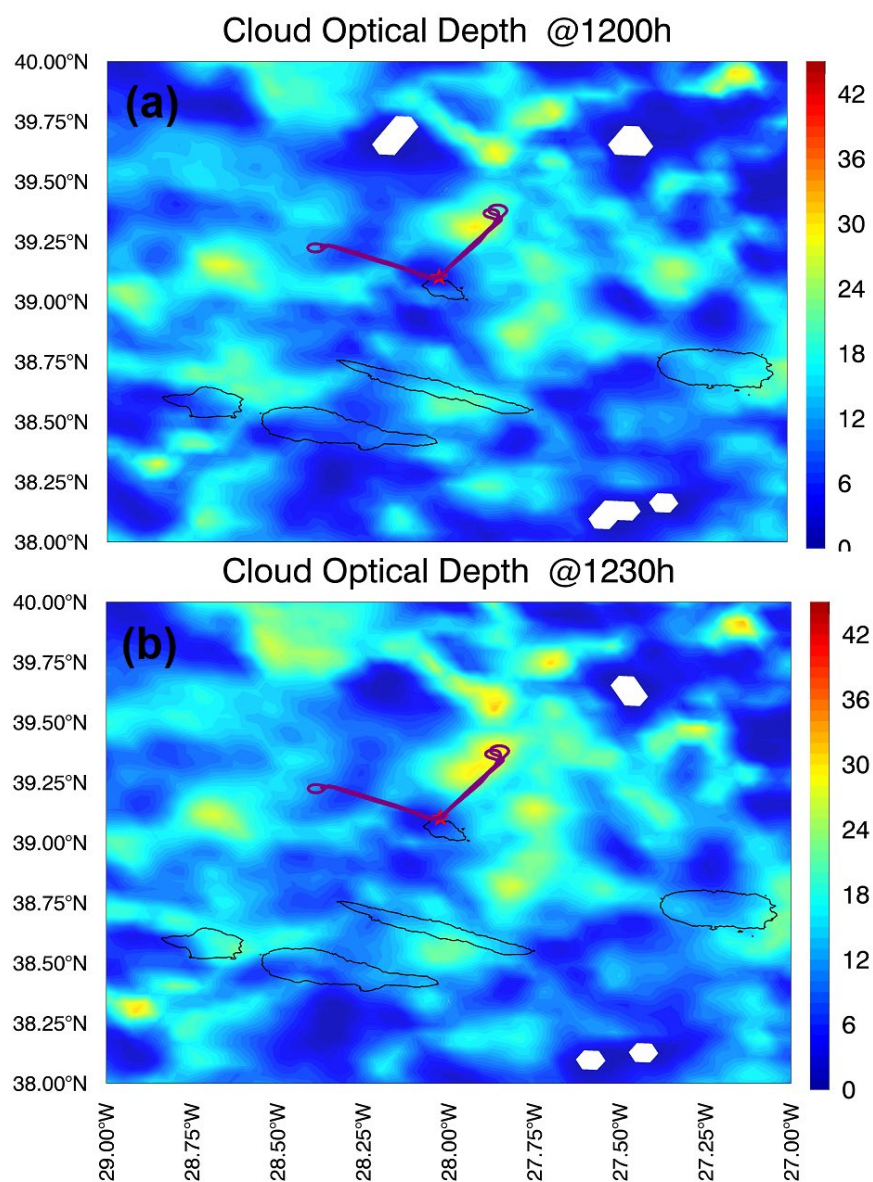 Cloud Optical Depth @1200h
(a)
40.00°N
39.75°N
39.50°N
39.25°N
39.00°N
38.75°N
38.50°N
38.25°N
38.00°N
42
36
30
24
18
12
6
0
Cloud Optical Depth @1230h
(b)
40.00°N
39.75°N
39.50°N
39.25°N
39.00°N
38.75°N
38.50°N
38.25°N
38.00°N
42
36
30
24
18
12
6
0
29.00°W
28.75°W
28.50°W
28.25°W
28.00°W
27.75°W
27.50°W
27.25°W
27.00°W